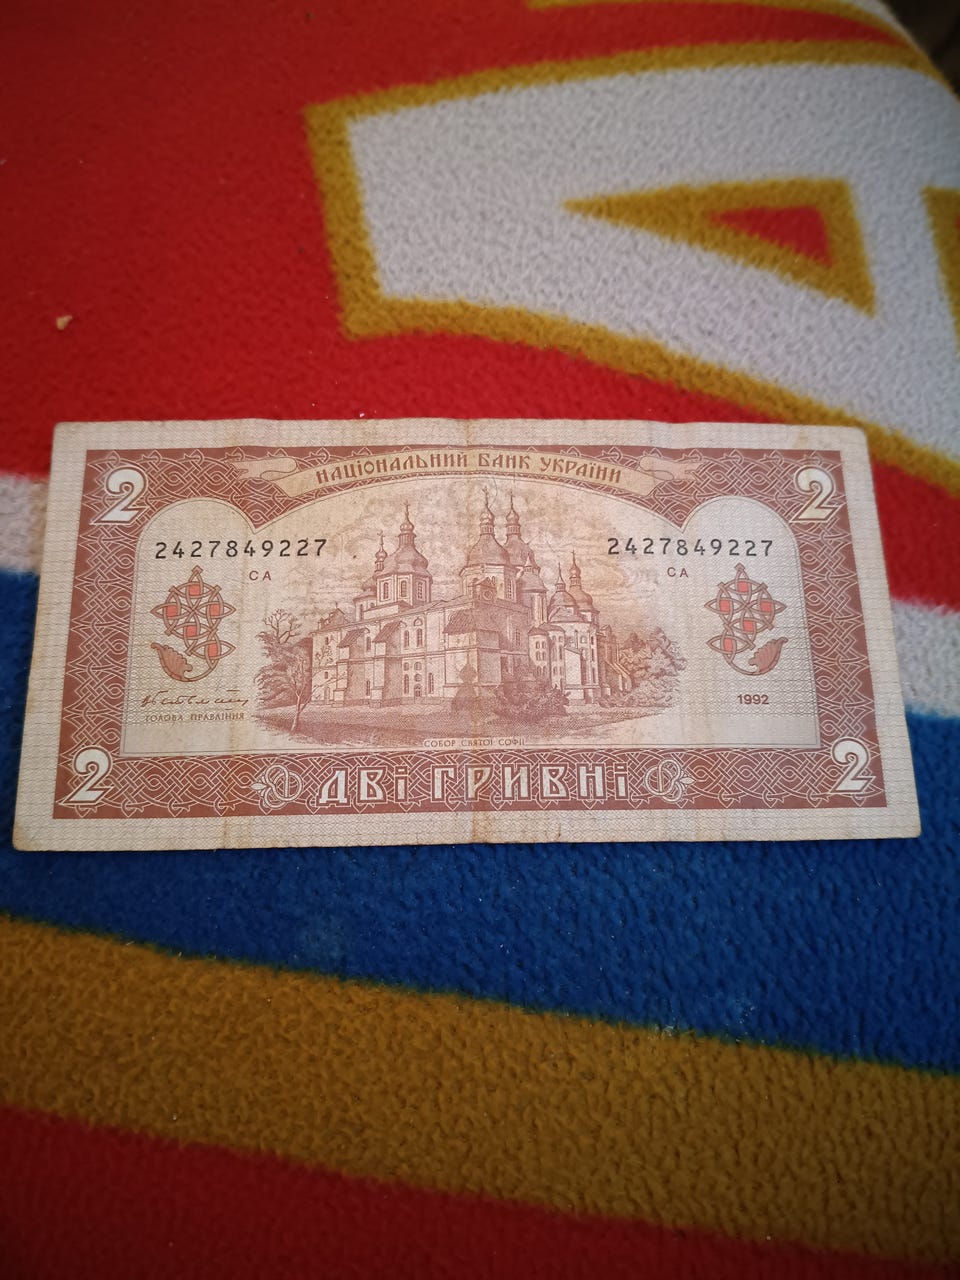 НАЦІОНАЛЬНИЙ БАНК УКРАЇНИ
2 2
2427849227 2427849227
СА СА
1992
ГОЛОВА ПРАВЛІННЯ
СОБОР СВЯТОЇ СОФІЇ
2 ДВІ ГРИВНІ 2